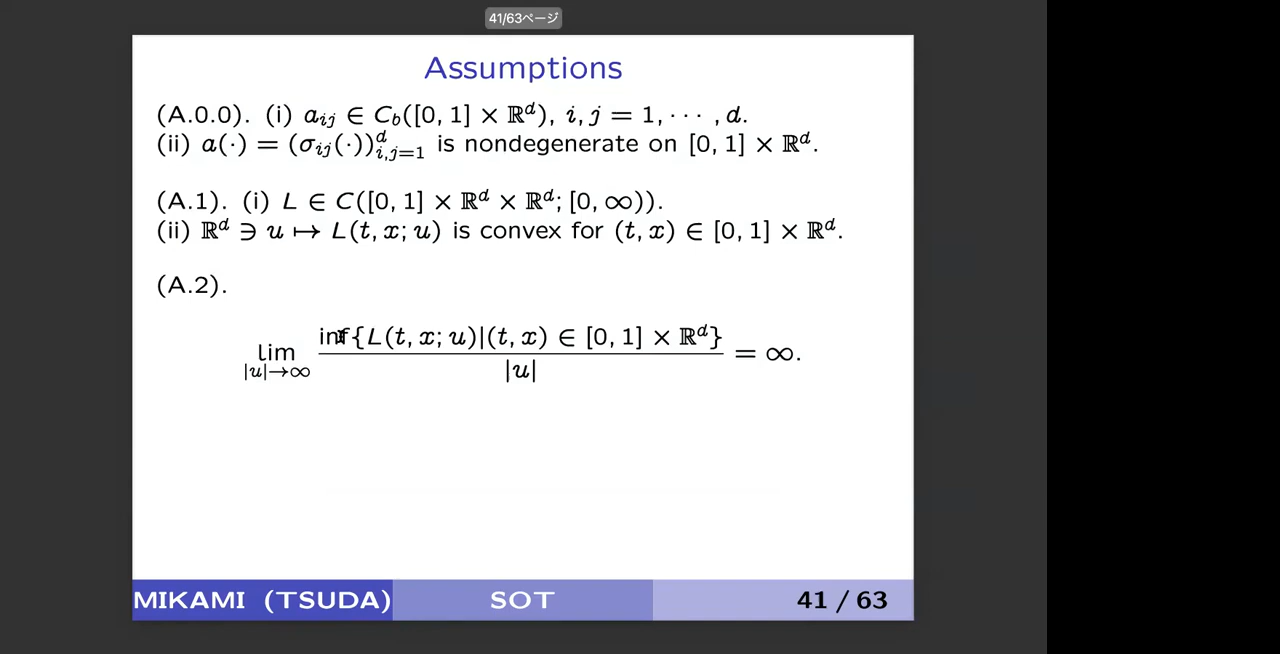 41/63ページ
Assumptions
(A.0.0). (i) a_{ij} ∈ C_b([0, 1] × ℝ^d), i, j = 1, · · · , d.
(ii) a(·) = (σ_{ij}(·))^d_{i,j=1} is nondegenerate on [0, 1] × ℝ^d.
(A.1). (i) L ∈ C([0, 1] × ℝ^d × ℝ^d; [0, ∞)).
(ii) ℝ^d ∋ u ↦ L(t, x; u) is convex for (t, x) ∈ [0, 1] × ℝ^d.
(A.2).
lim_{|u|→∞} inf{L(t, x; u)|(t, x) ∈ [0, 1] × ℝ^d} / |u| = ∞.
MIKAMI (TSUDA) SOT 41 / 63